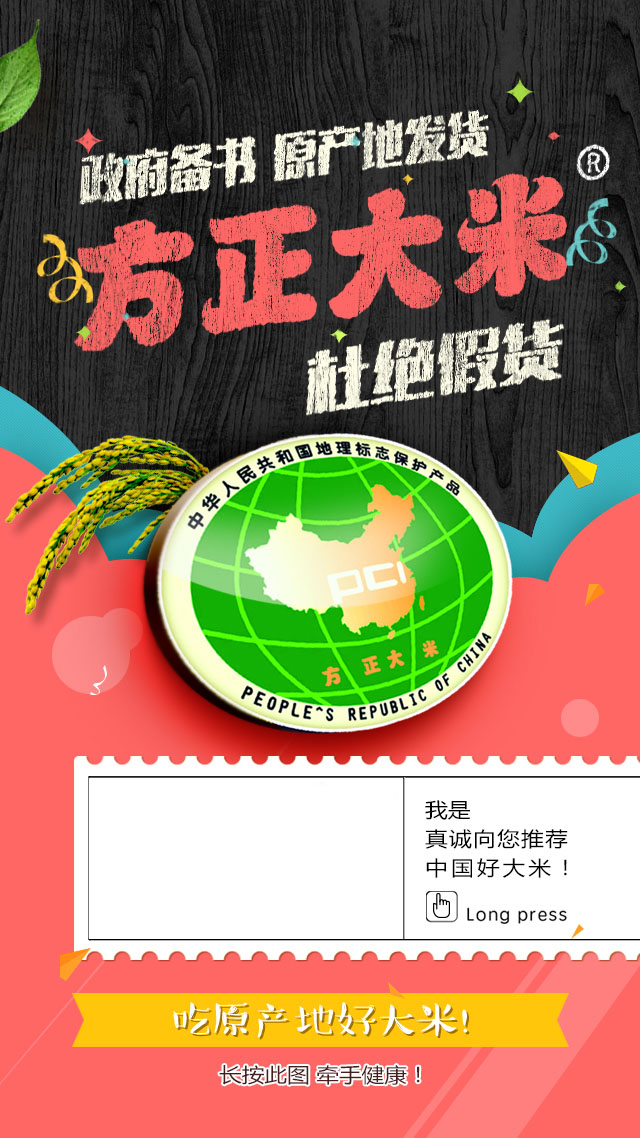 政府备书 原产地发货
®
方正大米
杜绝假货
中华人民共和国地理标志保护产品
PCI
方正大米
PEOPLE^S REPUBLIC OF CHINA
我是
真诚向您推荐
中国好大米！
Long press
吃原产地好大米！
长按此图 牵手健康！